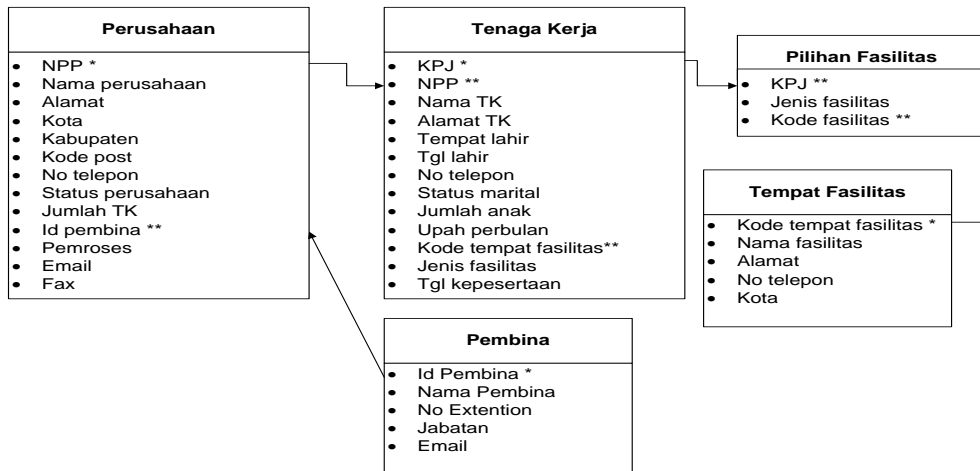 Perusahaan
NPP *
Nama perusahaan
Alamat
Kota
Kabupaten
Kode post
No telepon
Status perusahaan
Jumlah TK
Id pembina **
Pemroses
Email
Fax
Tenaga Kerja
KPJ *
NPP **
Nama TK
Alamat TK
Tempat lahir
Tgl lahir
No telepon
Status marital
Jumlah anak
Upah perbulan
Kode tempat fasilitas**
Jenis fasilitas
Tgl kepesertaan
Pilihan Fasilitas
KPJ **
Jenis fasilitas
Kode fasilitas **
Tempat Fasilitas
Kode tempat fasilitas *
Nama fasilitas
Alamat
No telepon
Kota
Pembina
Id Pembina *
Nama Pembina
No Extention
Jabatan
Email